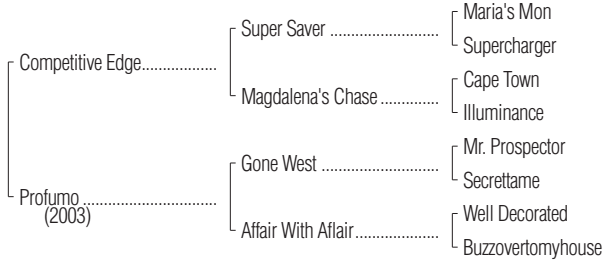 Maria's Mon
Super Saver ......................
Supercharger
Competitive Edge...............
Cape Town
Magdalena's Chase ............
Illuminance
Mr. Prospector
Gone West ........................
Secrettame
Profumo ...........................
(2003)
Well Decorated
Affair With Aflair.................
Buzzovertomyhouse